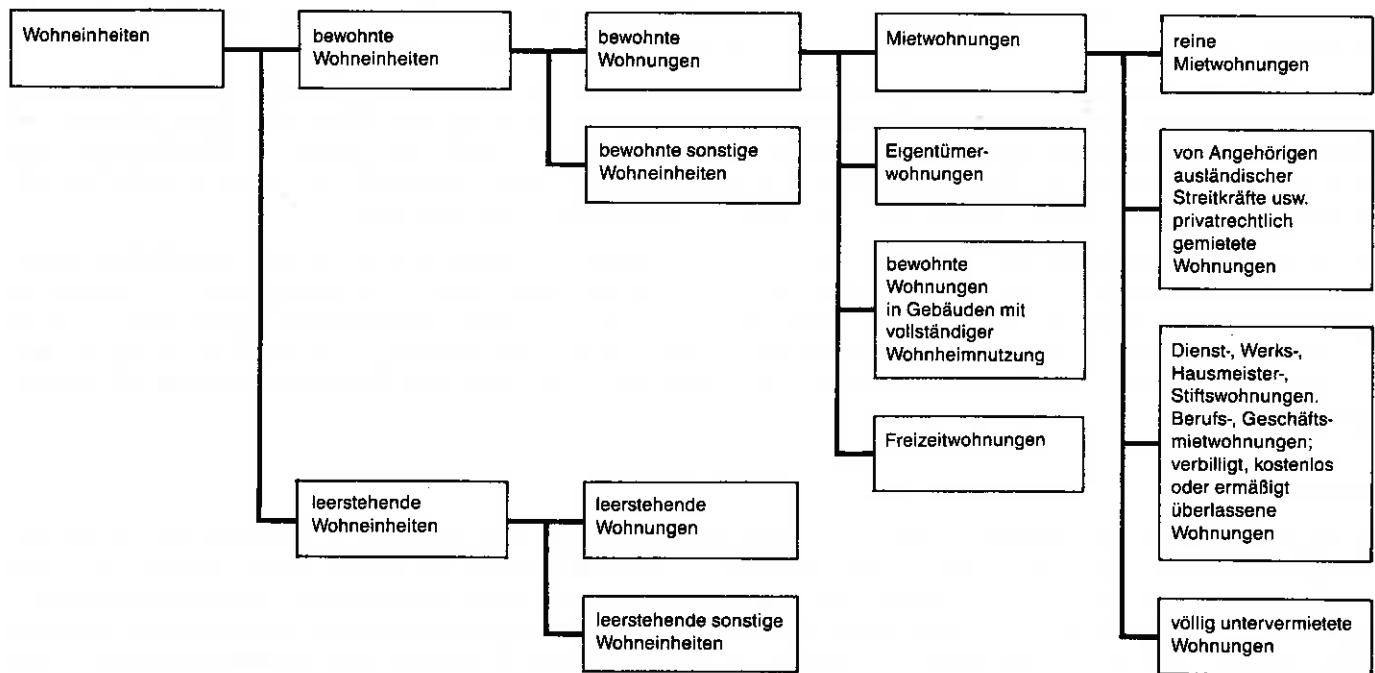 Wohneinheiten
bewohnte
Wohneinheiten
bewohnte
Wohnungen
Mietwohnungen
reine
Mietwohnungen
bewohnte sonstige
Wohneinheiten
Eigentümer-
wohnungen
von Angehörigen
ausländischer
Streitkräfte usw.
privatrechtlich
gemietete
Wohnungen
bewohnte
Wohnungen
in Gebäuden mit
vollständiger
Wohnheimnutzung
Dienst-, Werks-,
Hausmeister-,
Stiftswohnungen.
Berufs-, Geschäfts-
mietwohnungen;
verbilligt, kostenlos
oder ermäßigt
überlassene
Wohnungen
Freizeitwohnungen
leerstehende
Wohneinheiten
leerstehende
Wohnungen
leerstehende sonstige
Wohneinheiten
völlig untervermietete
Wohnungen